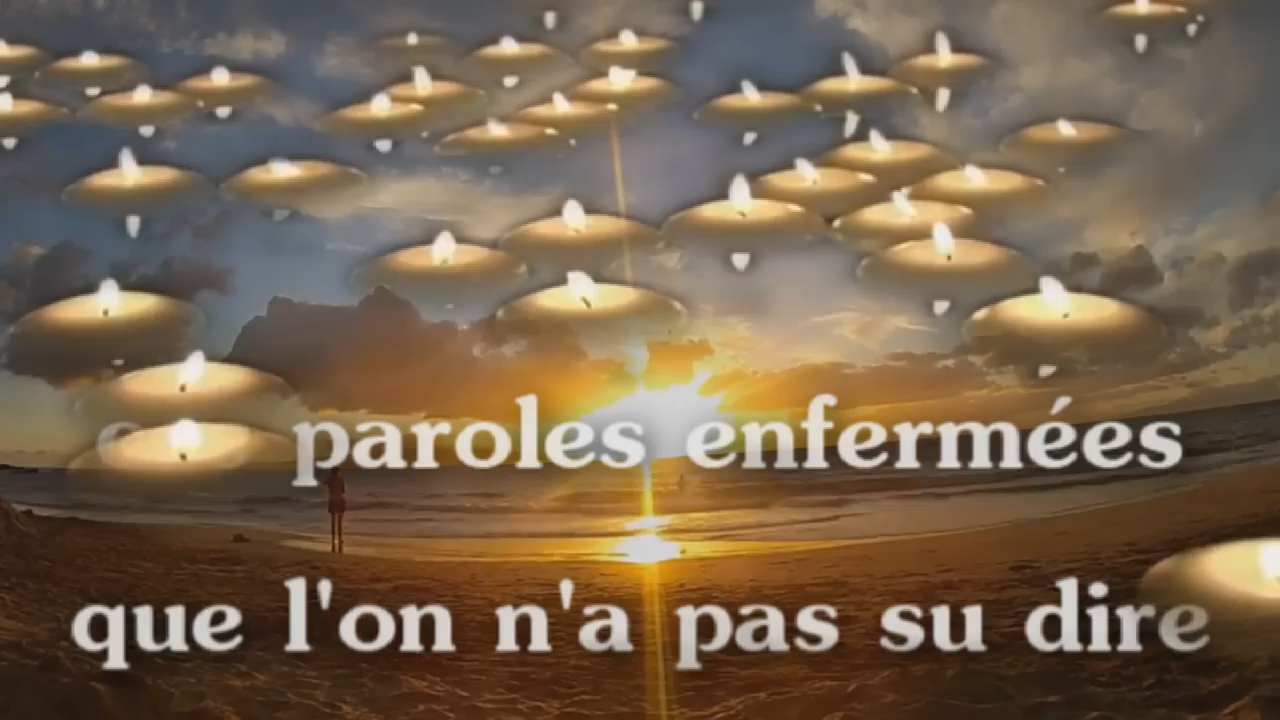 paroles enfermées
que l'on n'a pas su dire